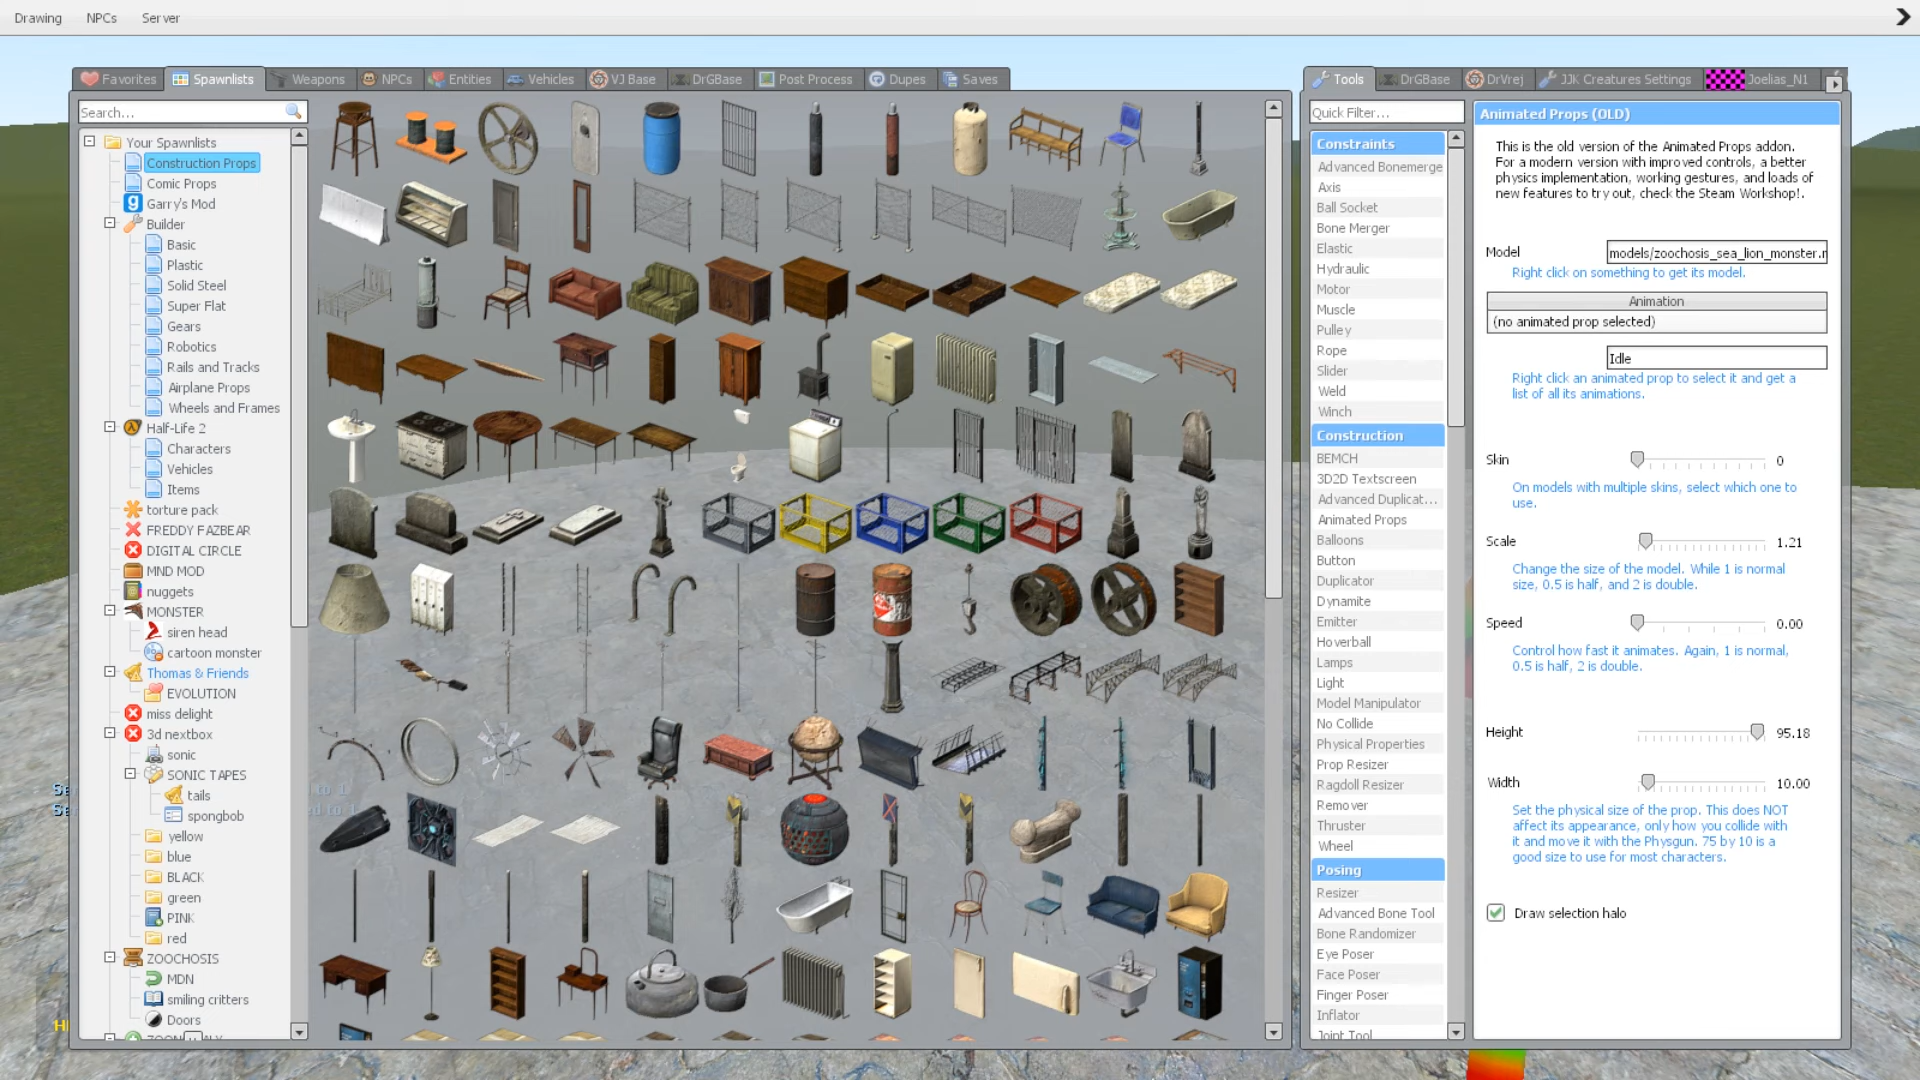 Drawing NPCs Server
Favorites Spawnlists Weapons NPCs Entities Vehicles VJ Base DrGBase Post Process Dupes Saves
Search...
Your Spawnlists
Construction Props
Comic Props
Garry's Mod
Builder
Basic
Plastic
Solid Steel
Super Flat
Gears
Robotics
Rails and Tracks
Airplane Props
Wheels and Frames
Half-Life 2
Characters
Vehicles
Items
torture pack
FREDDY FAZBEAR
DIGITAL CIRCLE
MND MOD
nuggets
MONSTER
siren head
cartoon monster
Thomas & Friends
EVOLUTION
miss delight
3d nextbox
sonic
SONIC TAPES
tails
spongbob
yellow
blue
BLACK
green
PINK
red
ZOOCHOSIS
MDN
smiling critters
Doors
Tools DrGBase DrVrej JJK Creatures Settings Joelias_N1
Quick Filter...
Constraints
Advanced Bonemerge
Axis
Ball Socket
Bone Merger
Elastic
Hydraulic
Motor
Muscle
Pulley
Rope
Slider
Weld
Winch
Construction
BEMCH
3D2D Textscreen
Advanced Duplicat...
Animated Props
Balloons
Button
Duplicator
Dynamite
Emitter
Hoverball
Lamps
Light
Model Manipulator
No Collide
Physical Properties
Prop Resizer
Ragdoll Resizer
Remover
Thruster
Wheel
Posing
Resizer
Advanced Bone Tool
Bone Randomizer
Eye Poser
Face Poser
Finger Poser
Inflator
Joint Tool
Animated Props (OLD)
This is the old version of the Animated Props addon.
For a modern version with improved controls, a better
physics implementation, working gestures, and loads of
new features to try out, check the Steam Workshop!.
Model models/zoochosis_sea_lion_monster.r
Right click on something to get its model.
Animation
(no animated prop selected)
Idle
Right click an animated prop to select it and get a
list of all its animations.
Skin 0
On models with multiple skins, select which one to
use.
Scale 1.21
Change the size of the model. While 1 is normal
size, 0.5 is half, and 2 is double.
Speed 0.00
Control how fast it animates. Again, 1 is normal,
0.5 is half, 2 is double.
Height 95.18
Width 10.00
Set the physical size of the prop. This does NOT
affect its appearance, only how you collide with
it and move it with the Physgun. 75 by 10 is a
good size to use for most characters.
Draw selection halo